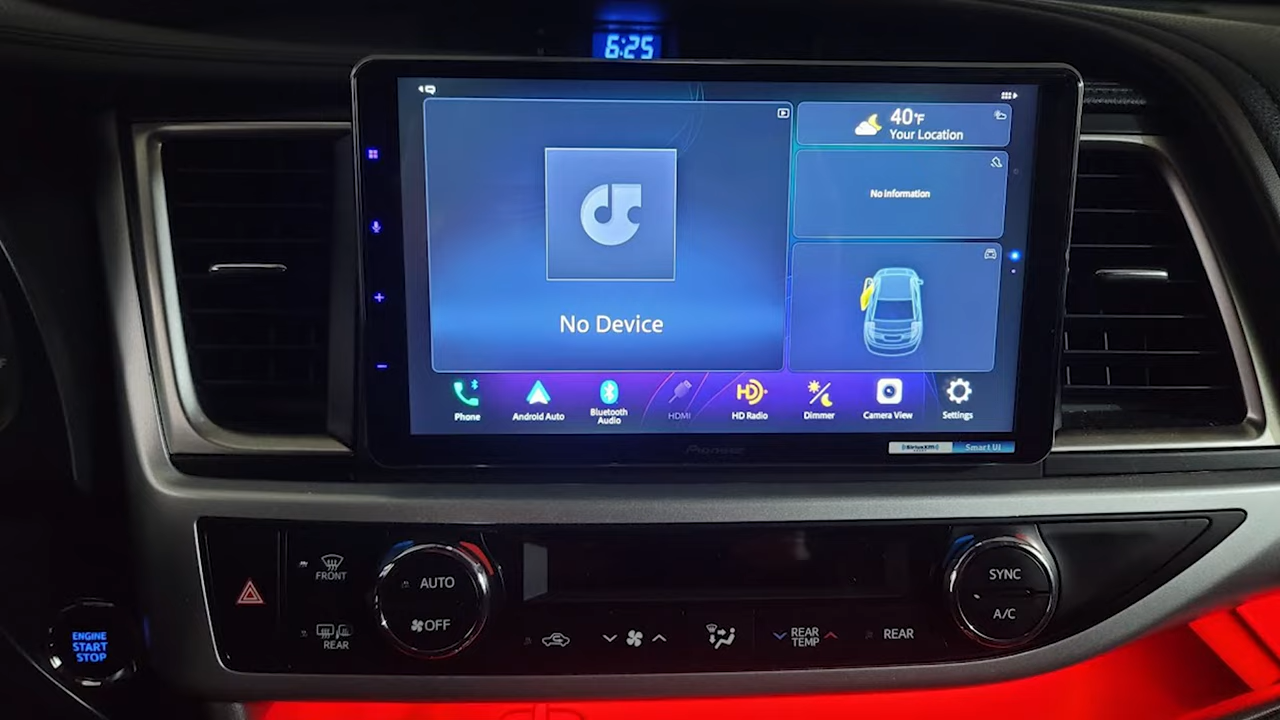 6:25
40°F
Your Location
No information
No Device
Phone
Android Auto
Bluetooth
Audio
HDMI
HD Radio
Dimmer
Camera View
Settings
Pioneer
SiriusXM
Smart UI
FRONT
AUTO
OFF
SYNC
A/C
REAR
REAR
TEMP
REAR
ENGINE
START
STOP